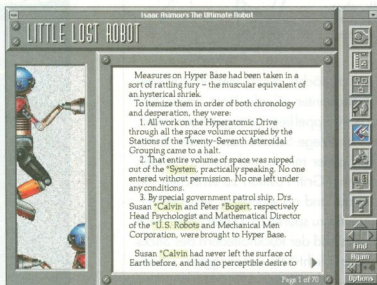 Isaac Asimov's The Ultimate Robot
LITTLE LOST ROBOT
Measures on Hyper Base had been taken in a
sort of rattling fury – the muscular equivalent of
an hysterical shriek.
To itemize them in order of both chronology
and desperation, they were:
1. All work on the Hyperatomic Drive
through all the space volume occupied by the
Stations of the Twenty-Seventh Asteroidal
Grouping came to a halt.
2. That entire volume of space was nipped
out of the °System, practically speaking. No one
entered without permission. No one left under
any conditions.
3. By special government patrol ship, Drs.
Susan °Calvin and Peter °Bogert, respectively
Head Psychologist and Mathematical Director
of the °U.S. Robots and Mechanical Men
Corporation, were brought to Hyper Base.
Susan °Calvin had never left the surface of
Earth before, and had no perceptible desire to
Page 1 of 70
?
Find
Again
Options